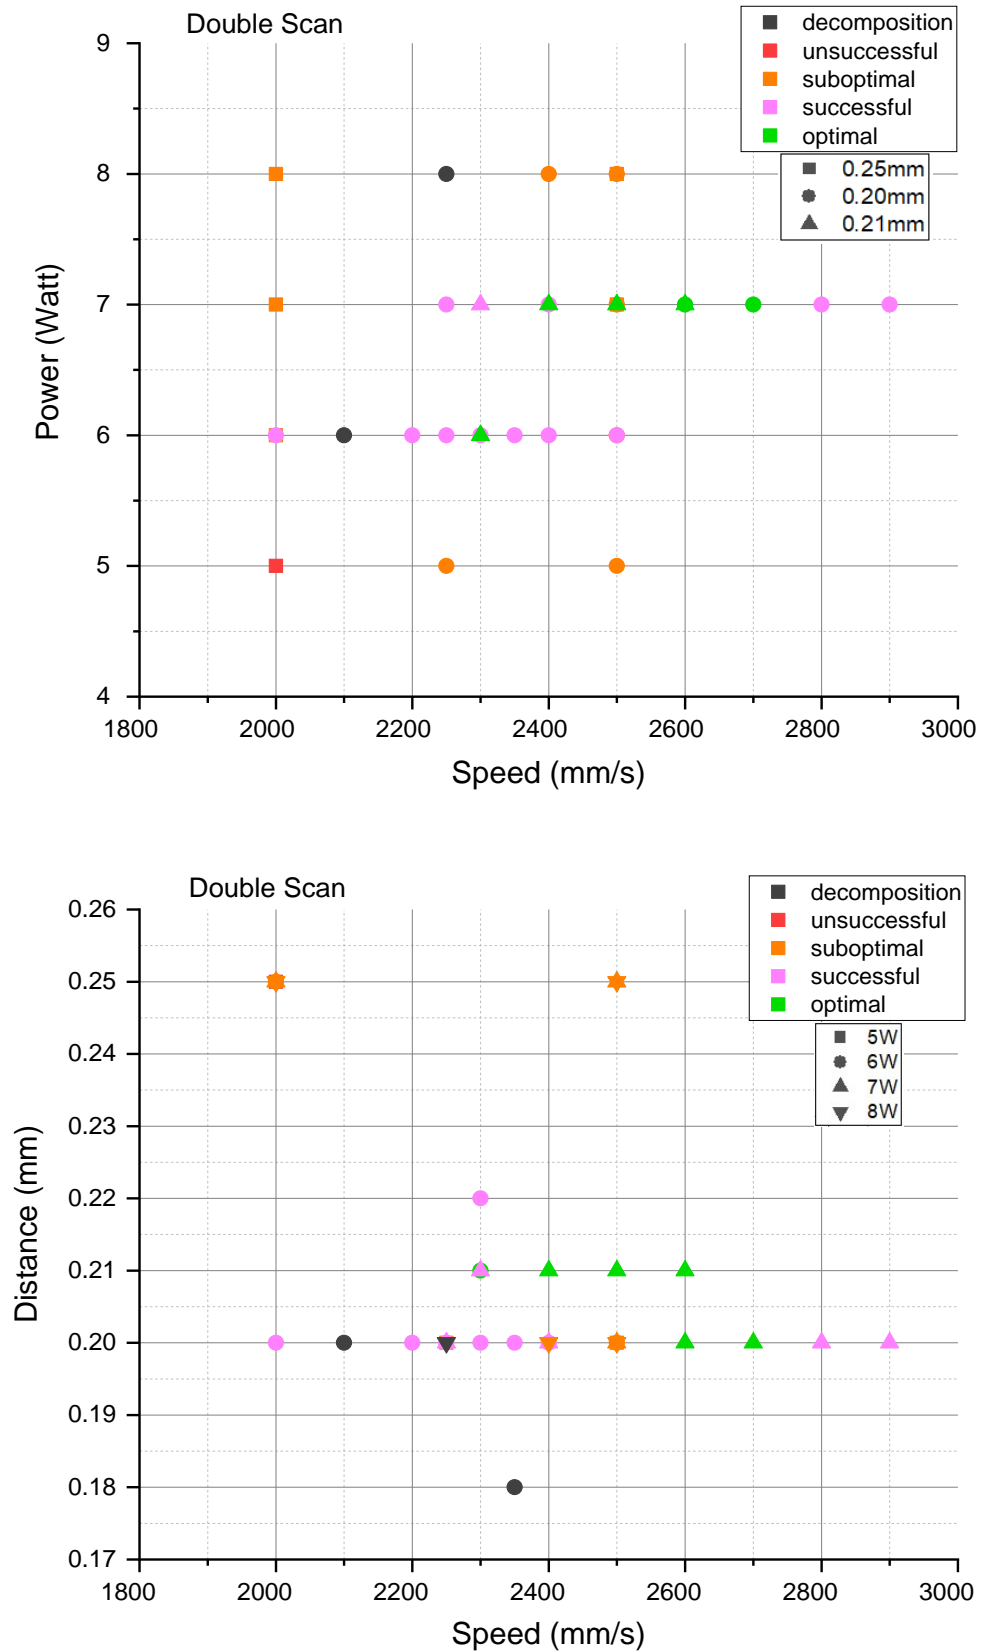 Double Scan
decomposition
unsuccessful
suboptimal
successful
optimal
0.25mm
0.20mm
0.21mm
9
8
7
6
5
4
Power (Watt)
1800 2000 2200 2400 2600 2800 3000
Speed (mm/s)
Double Scan
decomposition
unsuccessful
suboptimal
successful
optimal
5W
6W
7W
8W
0.26
0.25
0.24
0.23
0.22
0.21
0.20
0.19
0.18
0.17
Distance (mm)
1800 2000 2200 2400 2600 2800 3000
Speed (mm/s)